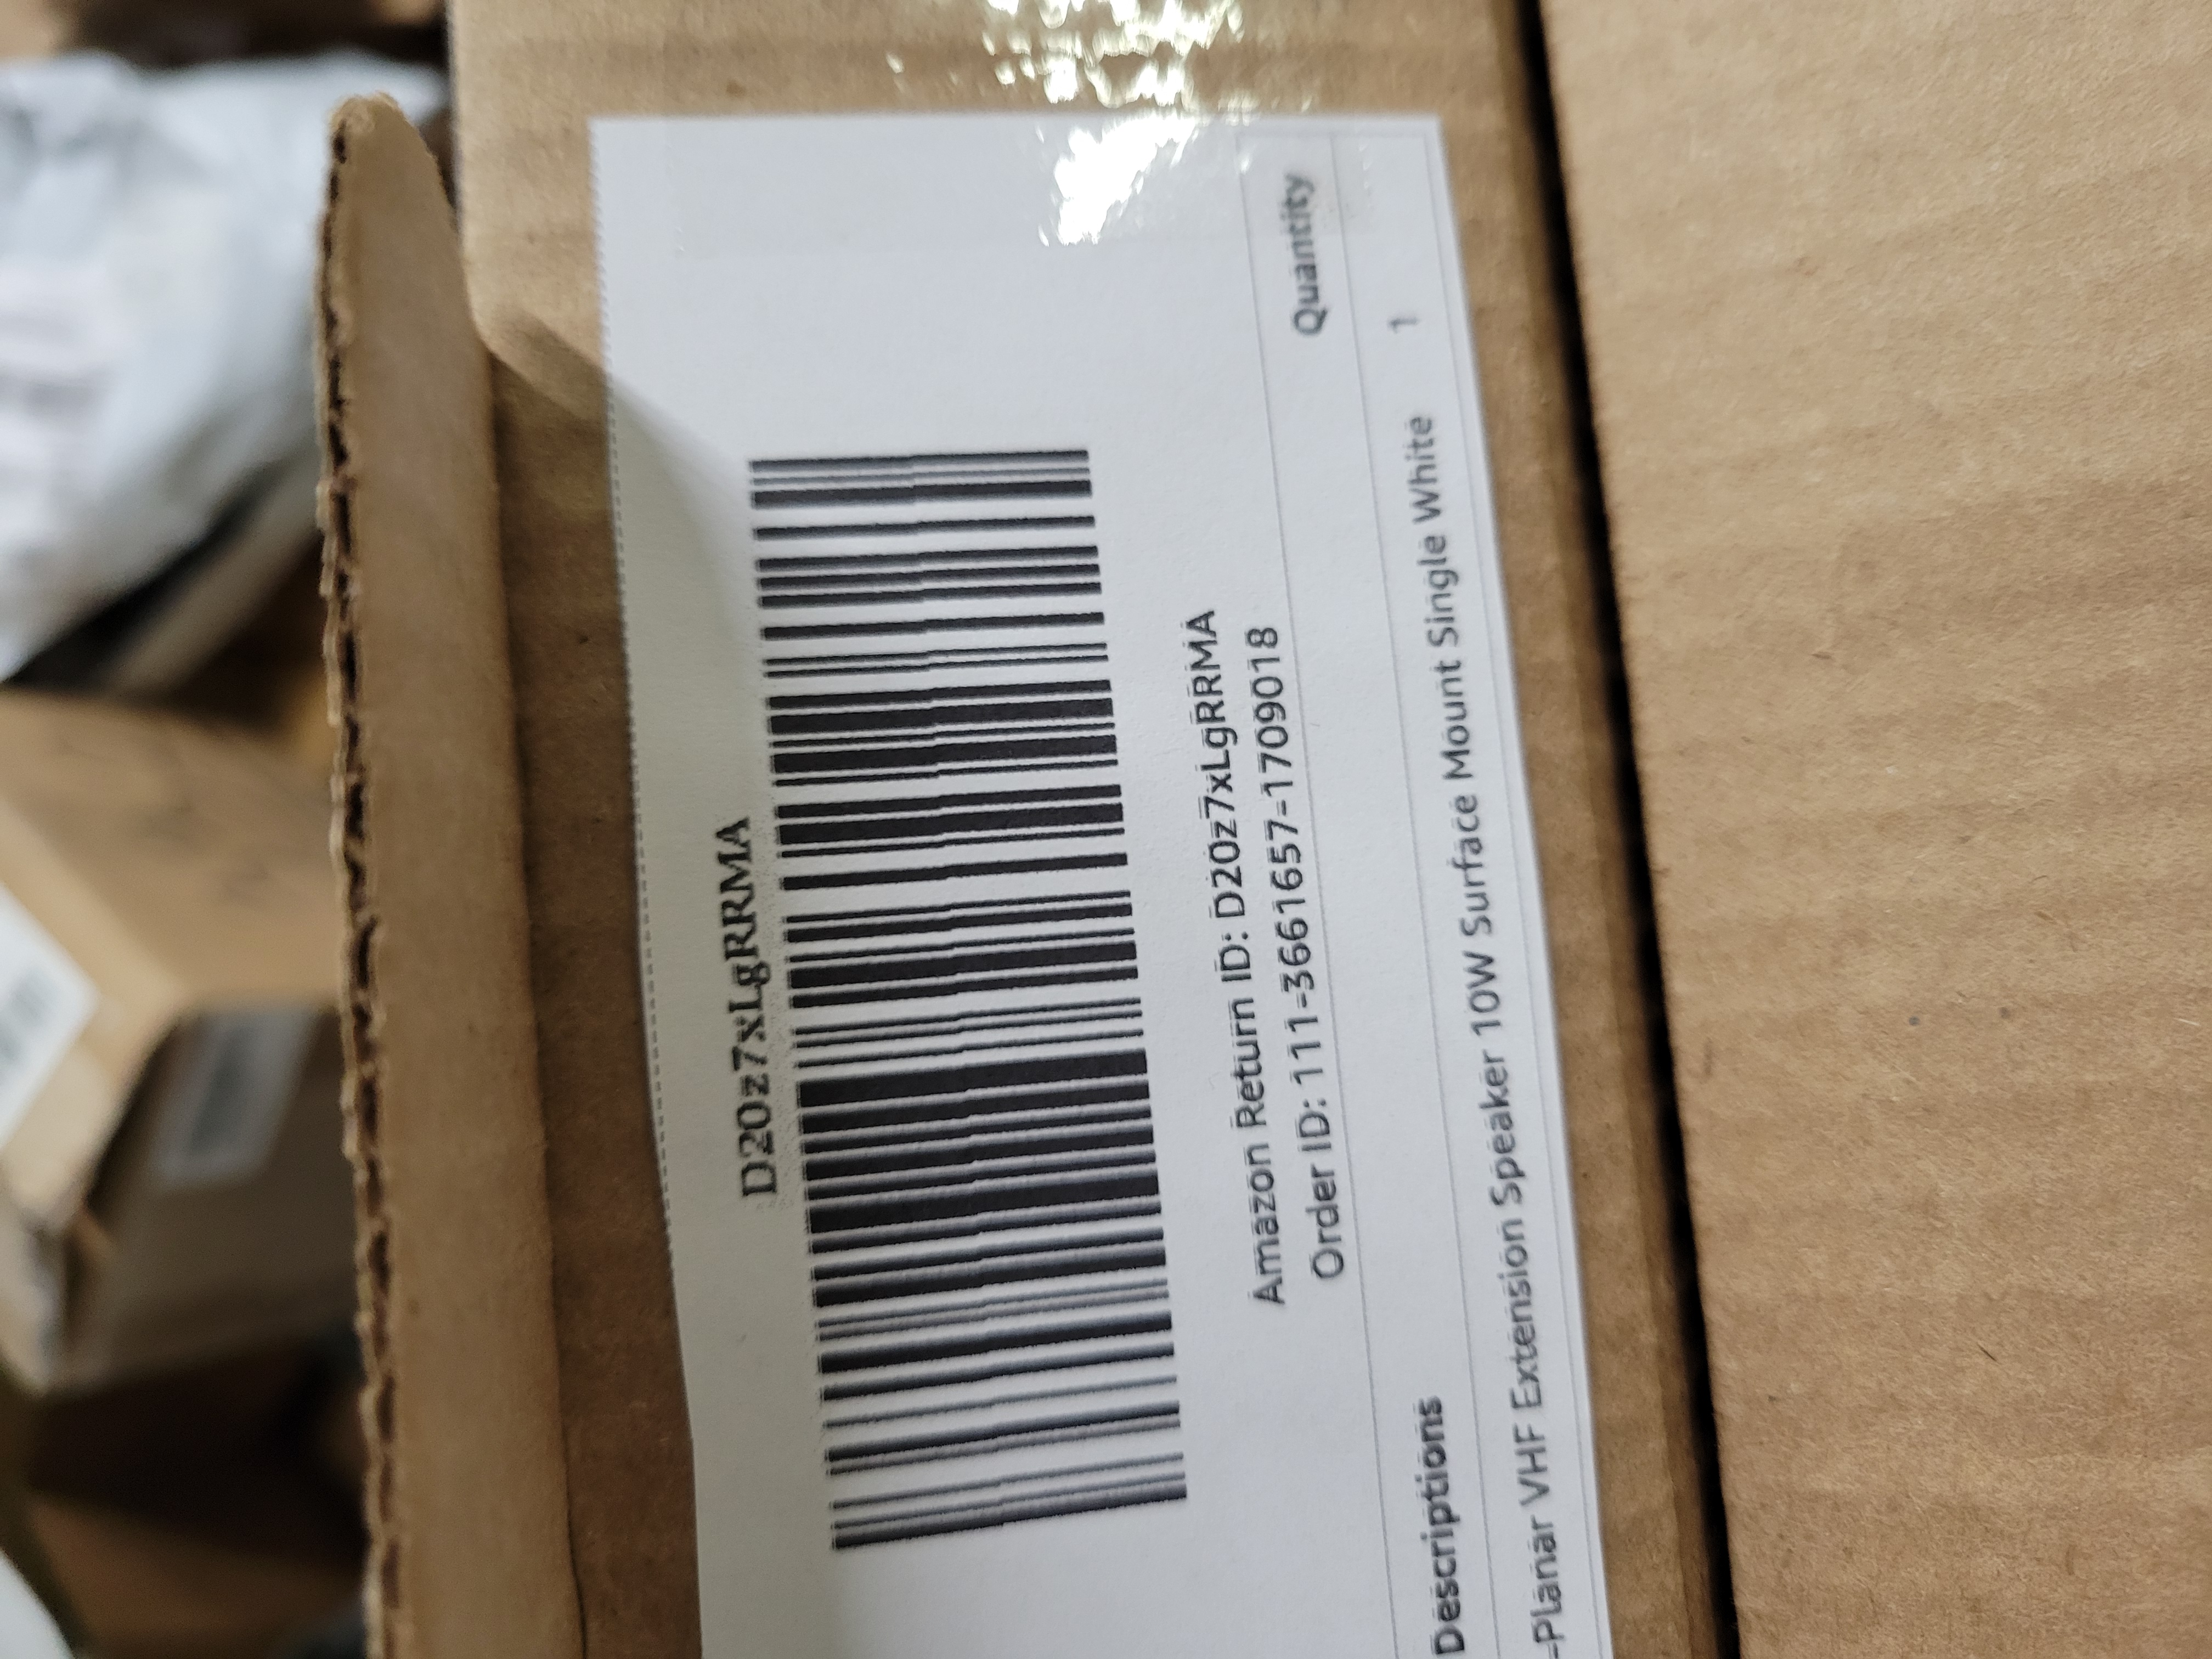 D20z7xLgRRMA
Amazon Return ID: D20z7xLgRRMA
Order ID: 111-3661657-1709018
Descriptions Quantity
-Planar VHF Extension Speaker 10W Surface Mount Single White 1